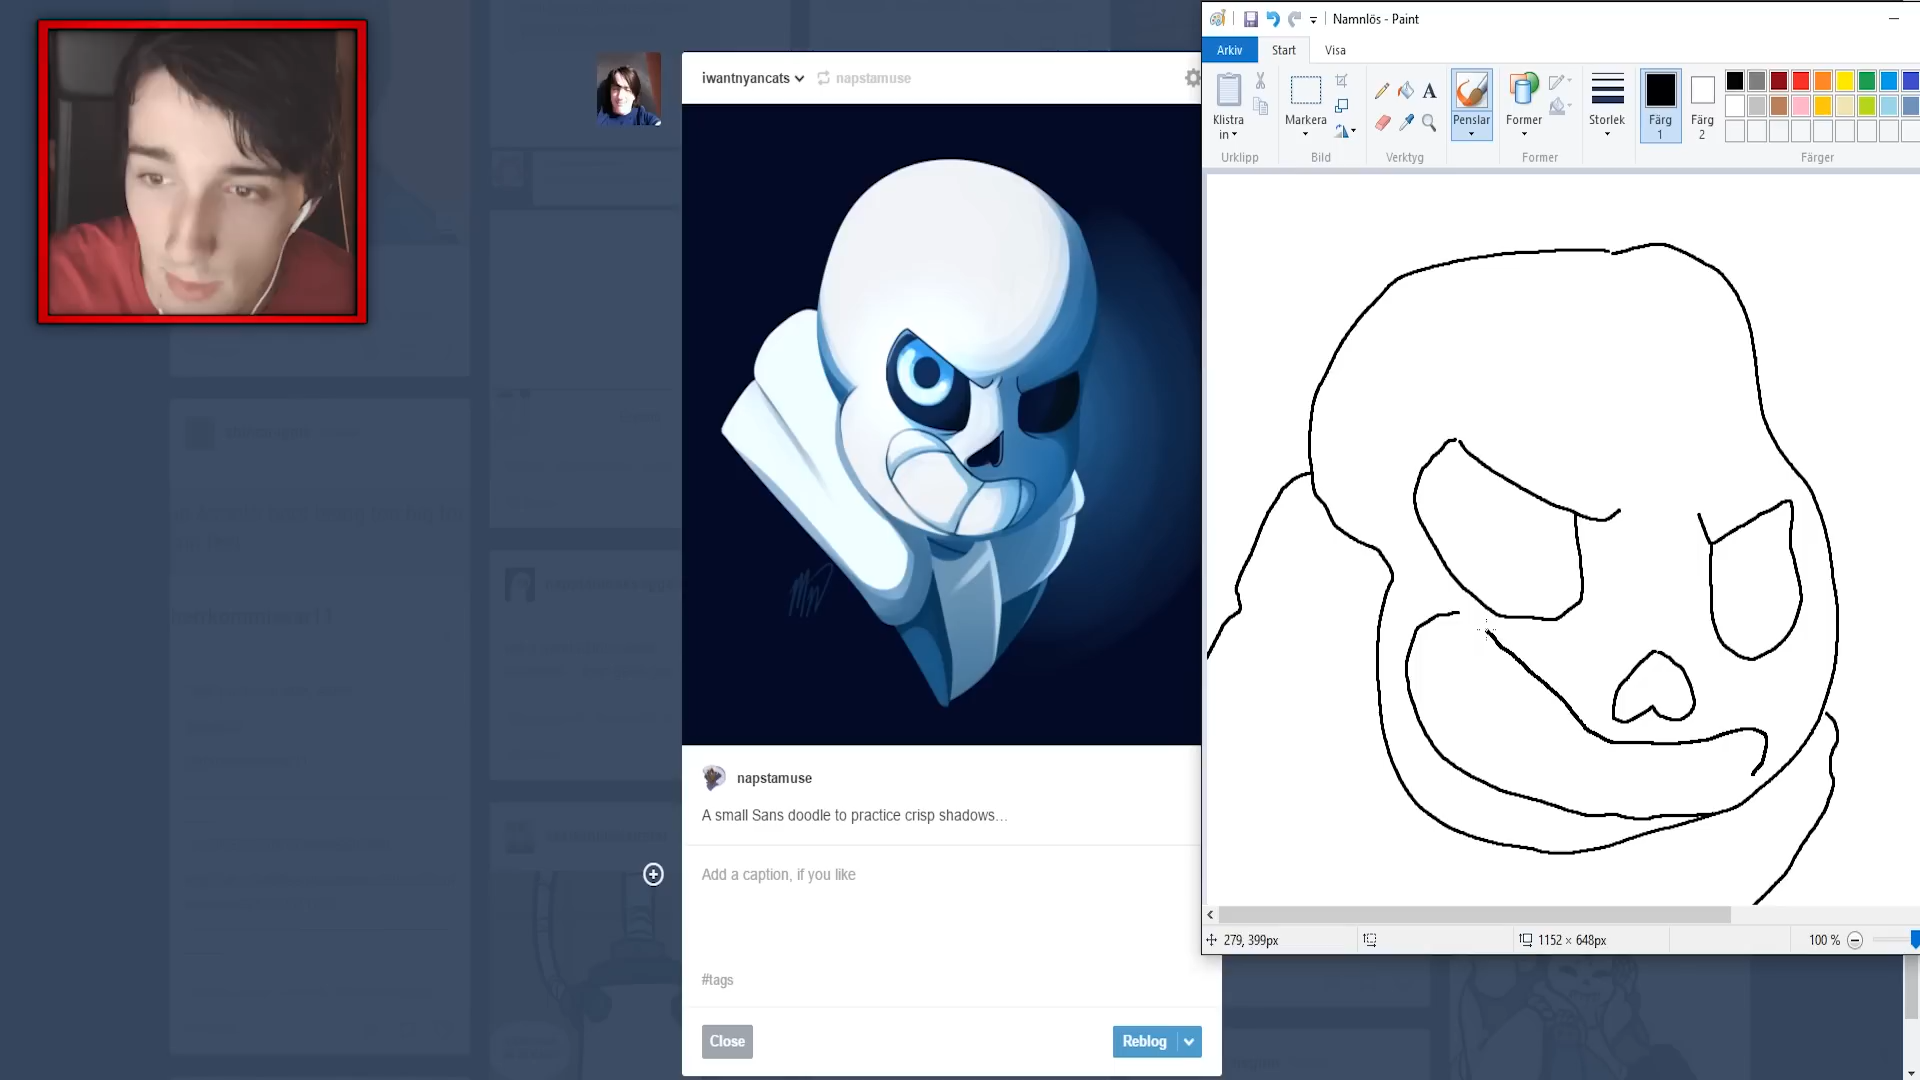 Namnlös - Paint
Arkiv Start Visa
Klistra in
Markera
Penslar
Former
Storlek
Färg 1
Färg 2
Urklipp Bild Verktyg Former Färger
iwantnyancats napstamuse
napstamuse
A small Sans doodle to practice crisp shadows...
Add a caption, if you like
#tags
Close Reblog
279, 399px 1152 × 648px 100 %